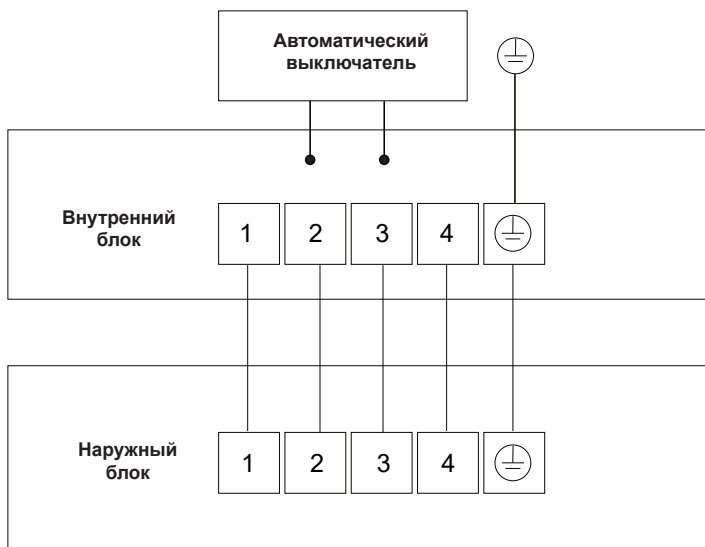 Автоматический
выключатель
Внутренний
блок
1 2 3 4
Наружный
блок
1 2 3 4